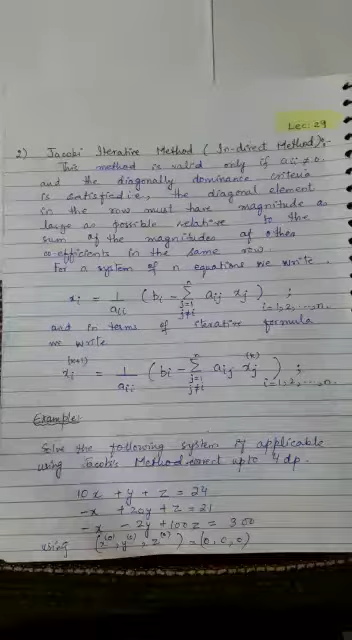 Lec: 29
2) Jacobi Iterative Method (In-direct Method):-
This method is valid only if aii ≠ 0.
and the diagonally dominance criteria
is satisfied i.e., the diagonal element
in the row must have magnitude as
large as possible relative to the
sum of the magnitudes of other
co-efficients in the same row.
For a system of n equations we write.
xi = 1/aii (bi - Σ_{j=1, j≠i}^{n} aij xj) ; i=1,2,...,n.
and in terms of iterative formula
we write
xi^(k+1) = 1/aii (bi - Σ_{j=1, j≠i}^{n} aij xj^(k)) ; i=1,2,...,n.
Example:
Solve the following system if applicable
using Jacobi's Method correct upto 4 dp.
10x + y + z = 24
-x + 20y + z = 21
-x - 2y + 100z = 300
using (x^(0), y^(0), z^(0)) = (0,0,0)